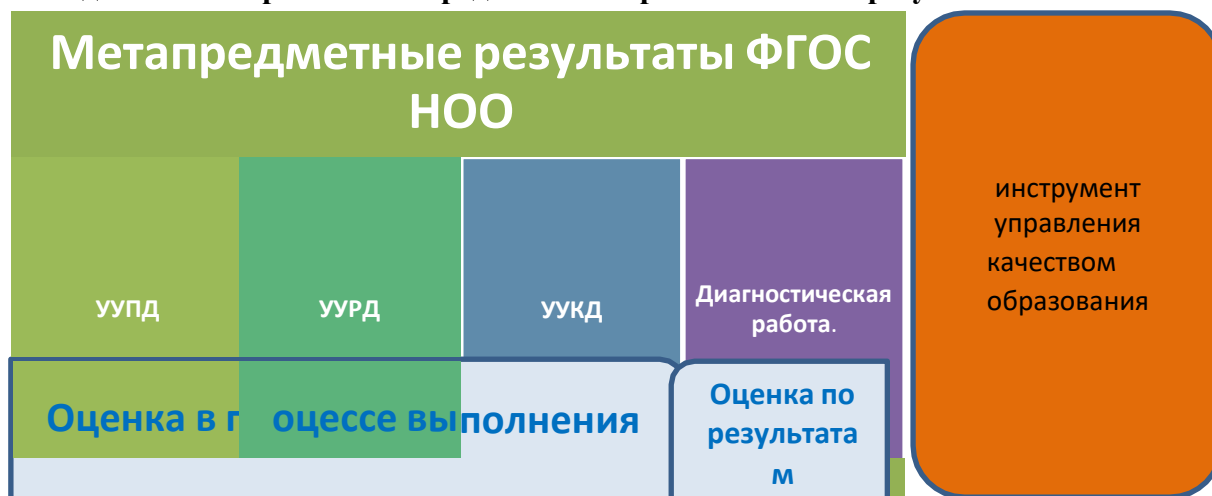 Метапредметные результаты ФГОС
НОО
УУПД
УУРД
УУКД
Диагностическая
работа.
Оценка в п оцессе выполнения
Оценка по
результата
м
инструмент
управления
качеством
образования